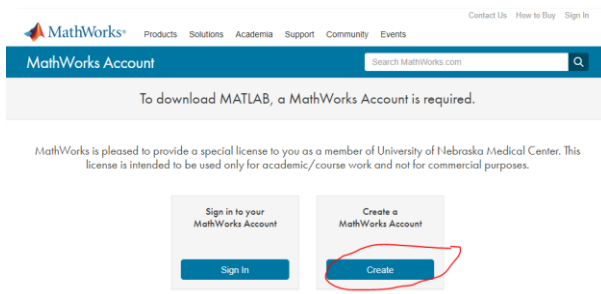 Contact Us How to Buy Sign In
MathWorks® Products Solutions Academia Support Community Events
MathWorks Account Search MathWorks.com
To download MATLAB, a MathWorks Account is required.
MathWorks is pleased to provide a special license to you as a member of University of Nebraska Medical Center. This
license is intended to be used only for academic/course work and not for commercial purposes.
Sign in to your
MathWorks Account
Sign In
Create a
MathWorks Account
Create